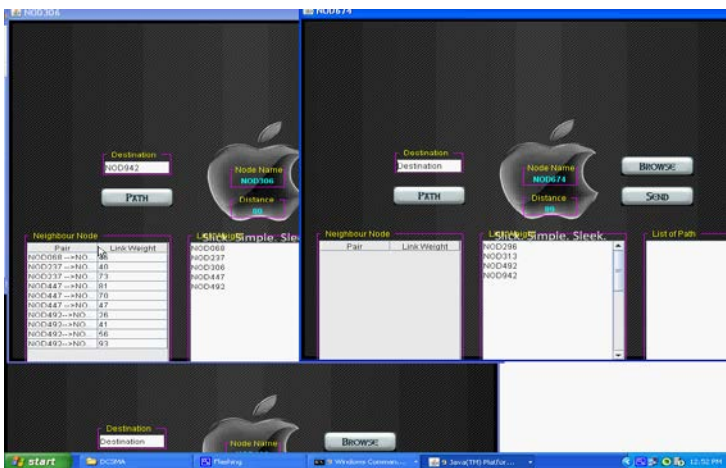 NOD306
NOD674
Destination
NOD942
PATH
Node Name
NOD306
Distance
Neighbour Node
Pair Link Weight
NOD068 -->NO...
NOD237 -->NO... 40
NOD237 -->NO... 73
NOD447 -->NO... 81
NOD447 -->NO... 70
NOD447 -->NO... 47
NOD492-->NO... 26
NOD492-->NO... 41
NOD492-->NO... 56
NOD492-->NO... 93
NOD068
NOD237
NOD306
NOD447
NOD492
Destination
Destination
PATH
Node Name
NOD674
Distance
BROWSE
SEND
Neighbour Node
Pair Link Weight
Simple. Sleek.
NOD296
NOD313
NOD492
NOD942
List of Path
Destination
Destination
Node Name
BROWSE
start
DCSMA
9 Windows Comman...
9 Java(TM) Platfor...
12:52 PM